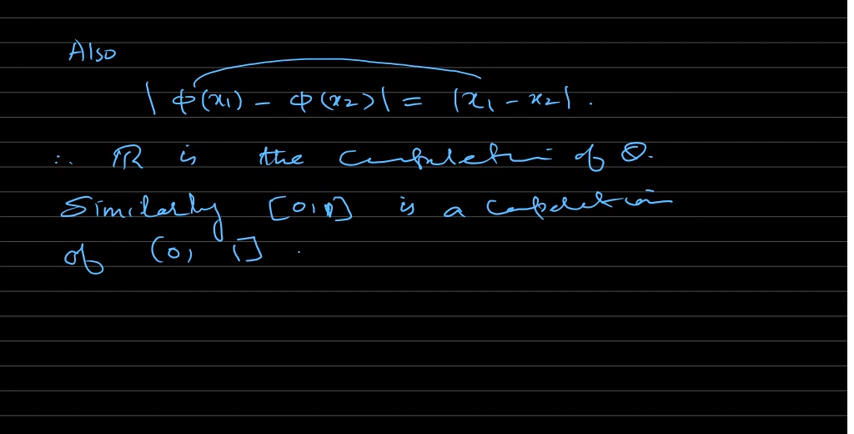 Also
|Φ(x₁) - Φ(x₂)| = |x₁ - x₂| .
∴ ℝ is the completion of Q.
Similarly [0,1] is a completion
of (0, 1] .